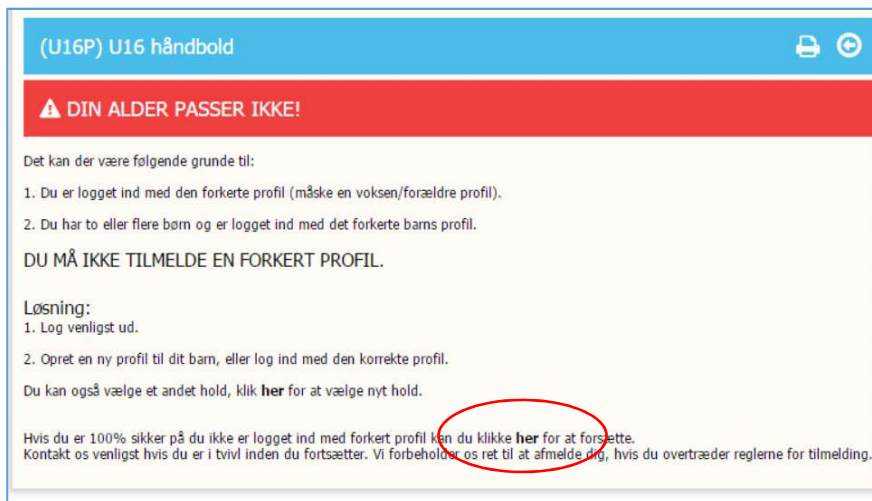 (U16P) U16 håndbold
DIN ALDER PASSER IKKE!
Det kan der være følgende grunde til:
1. Du er logget ind med den forkerte profil (måske en voksen/forældre profil).
2. Du har to eller flere børn og er logget ind med det forkerte barns profil.
DU MÅ IKKE TILMELDE EN FORKERT PROFIL.
Løsning:
1. Log venligst ud.
2. Opret en ny profil til dit barn, eller log ind med den korrekte profil.
Du kan også vælge et andet hold, klik her for at vælge nyt hold.
Hvis du er 100% sikker på du ikke er logget ind med forkert profil kan du klikke her for at forsætte.
Kontakt os venligst hvis du er i tvivl inden du fortsætter. Vi forbeholder os ret til at afmelde dig, hvis du overtræder reglerne for tilmelding.